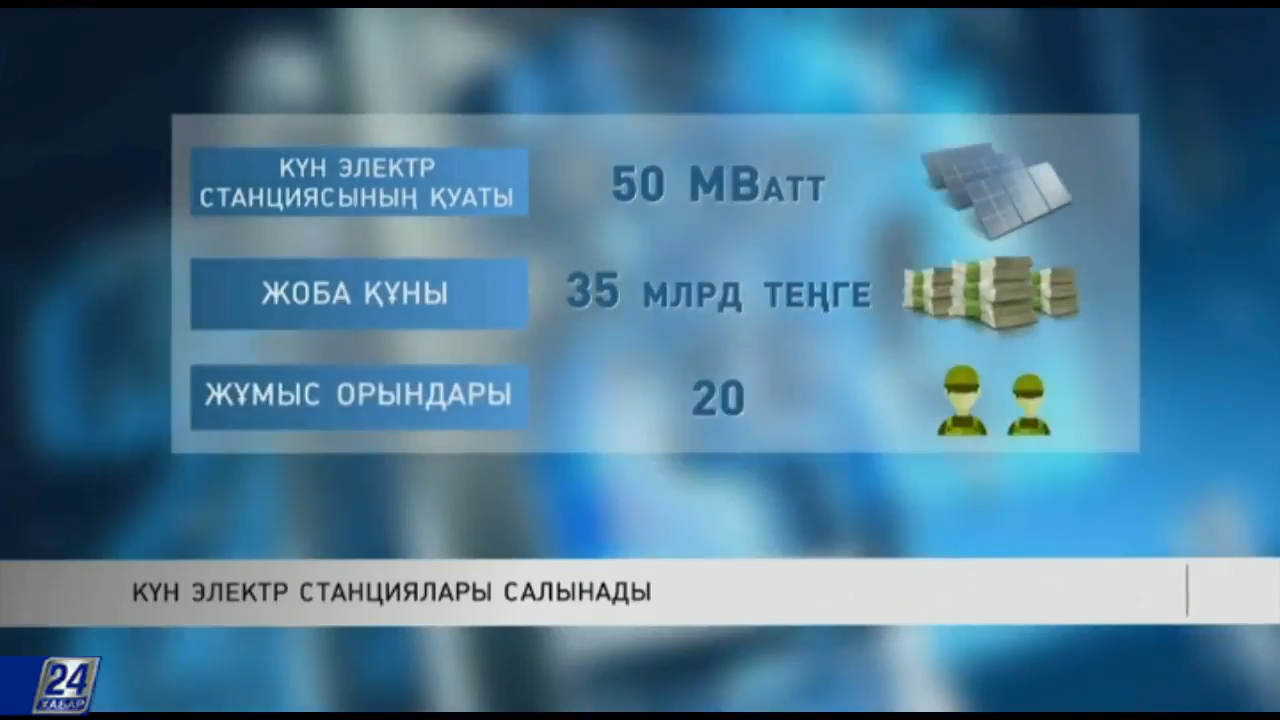 КҮН ЭЛЕКТР
СТАНЦИЯСЫНЫҢ ҚУАТЫ
50 МВАТТ
ЖОБА ҚҰНЫ
35 МЛРД ТЕҢГЕ
ЖҰМЫС ОРЫНДАРЫ
20
КҮН ЭЛЕКТР СТАНЦИЯЛАРЫ САЛЫНАДЫ
24
ХАБАР